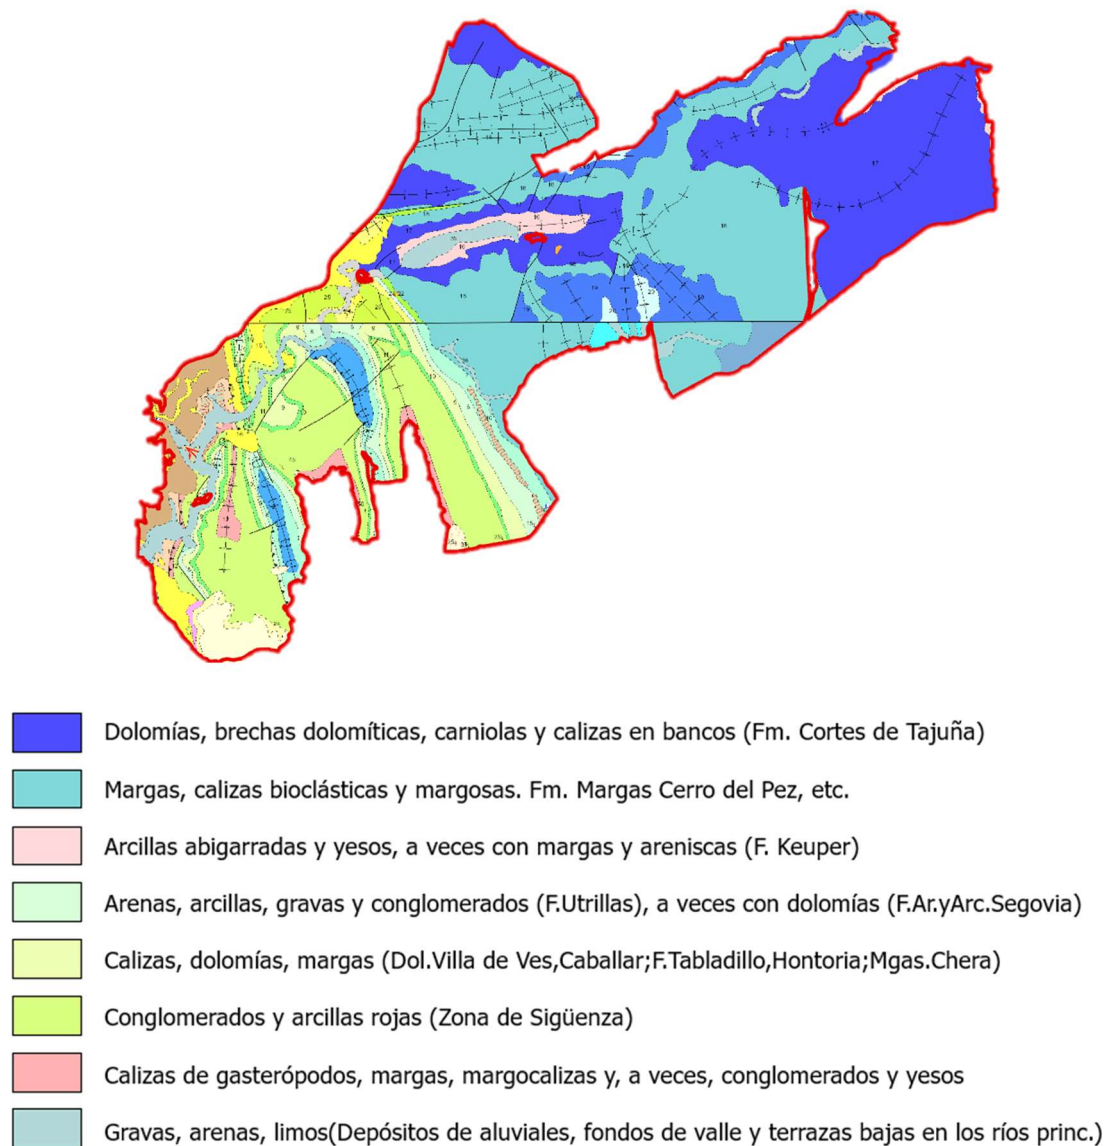 Dolomías, brechas dolomíticas, carniolas y calizas en bancos (Fm. Cortes de Tajuña)
Margas, calizas bioclásticas y margosas. Fm. Margas Cerro del Pez, etc.
Arcillas abigarradas y yesos, a veces con margas y areniscas (F. Keuper)
Arenas, arcillas, gravas y conglomerados (F.Utrillas), a veces con dolomías (F.Ar.yArc.Segovia)
Calizas, dolomías, margas (Dol.Villa de Ves,Caballar;F.Tabladillo,Hontoria;Mgas.Chera)
Conglomerados y arcillas rojas (Zona de Sigüenza)
Calizas de gasterópodos, margas, margocalizas y, a veces, conglomerados y yesos
Gravas, arenas, limos(Depósitos de aluviales, fondos de valle y terrazas bajas en los ríos princ.)